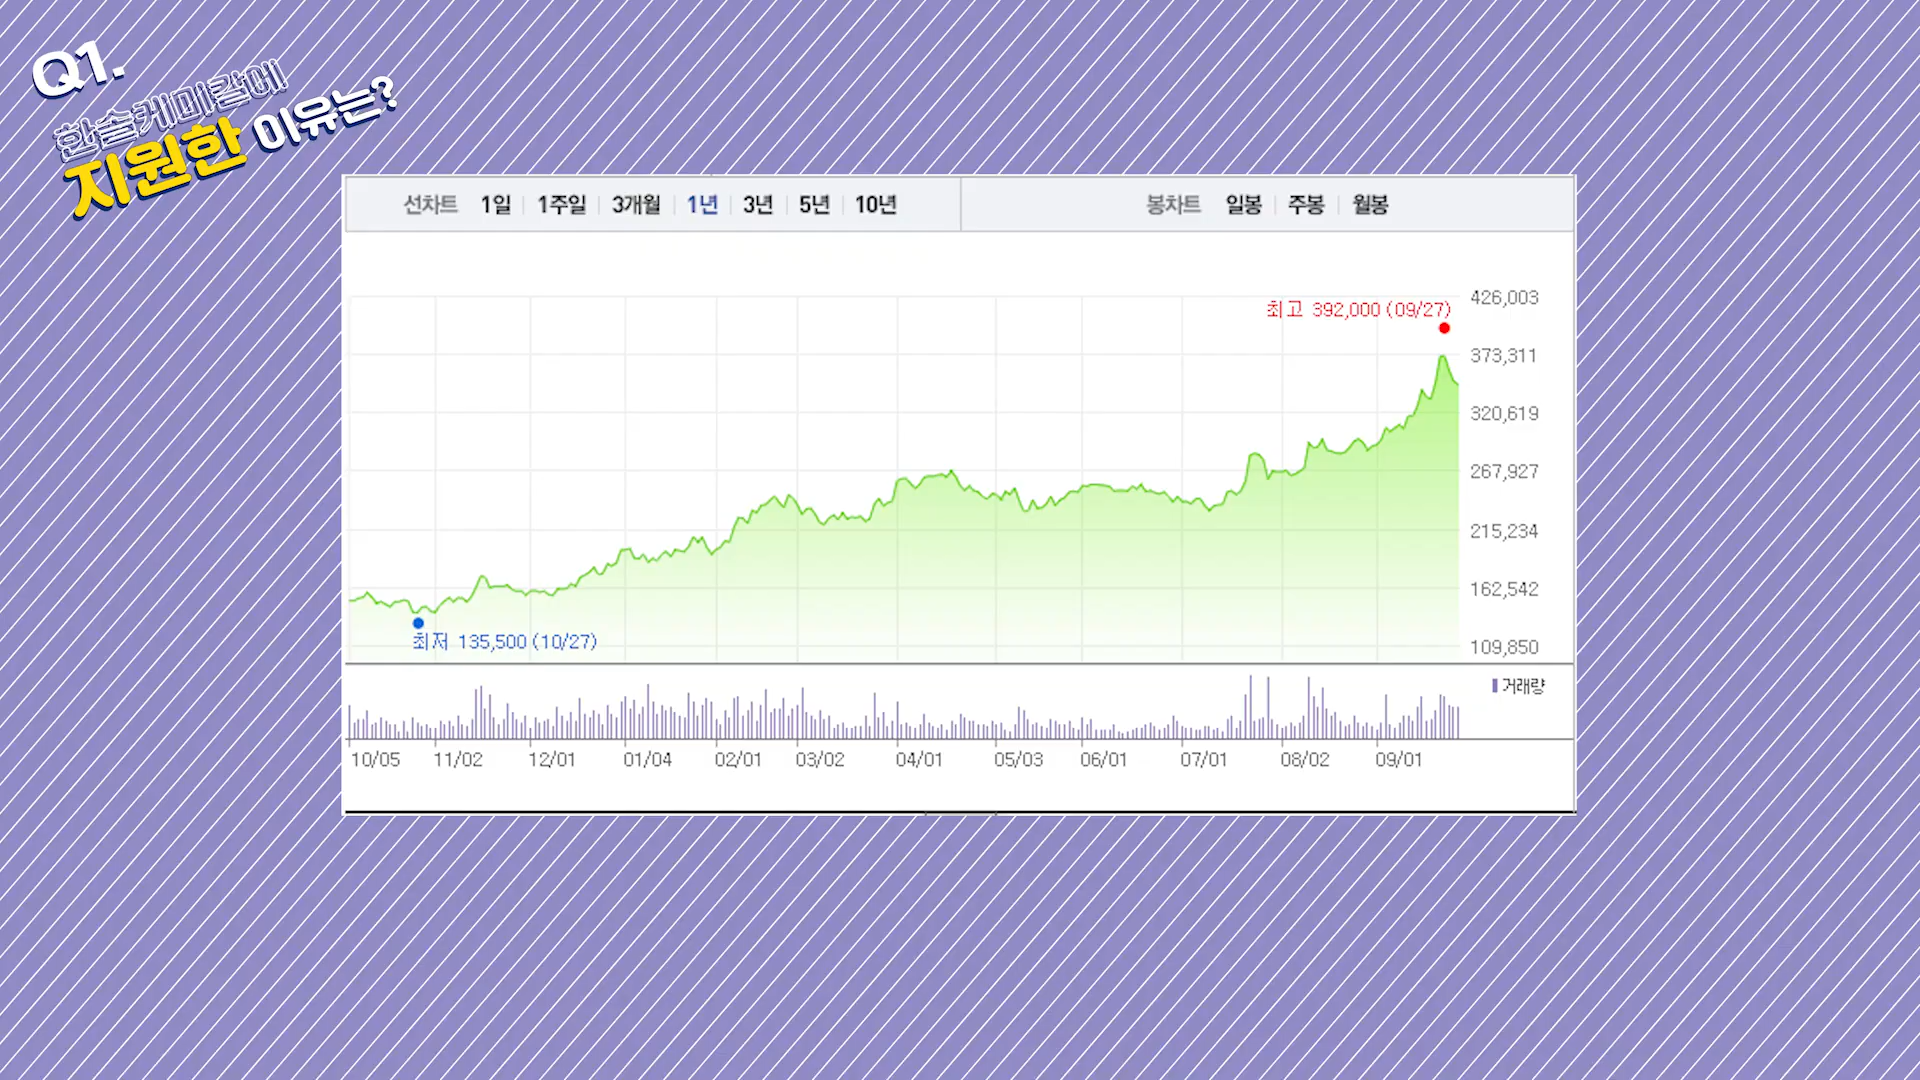 Q1.
한솔케미칼에
지원한 이유는?
선차트 1일 1주일 3개월 1년 3년 5년 10년 봉차트 일봉 주봉 월봉
최고 392,000 (09/27)
426,003
373,311
320,619
267,927
215,234
162,542
109,850
최저 135,500 (10/27)
거래량
10/05 11/02 12/01 01/04 02/01 03/02 04/01 05/03 06/01 07/01 08/02 09/01